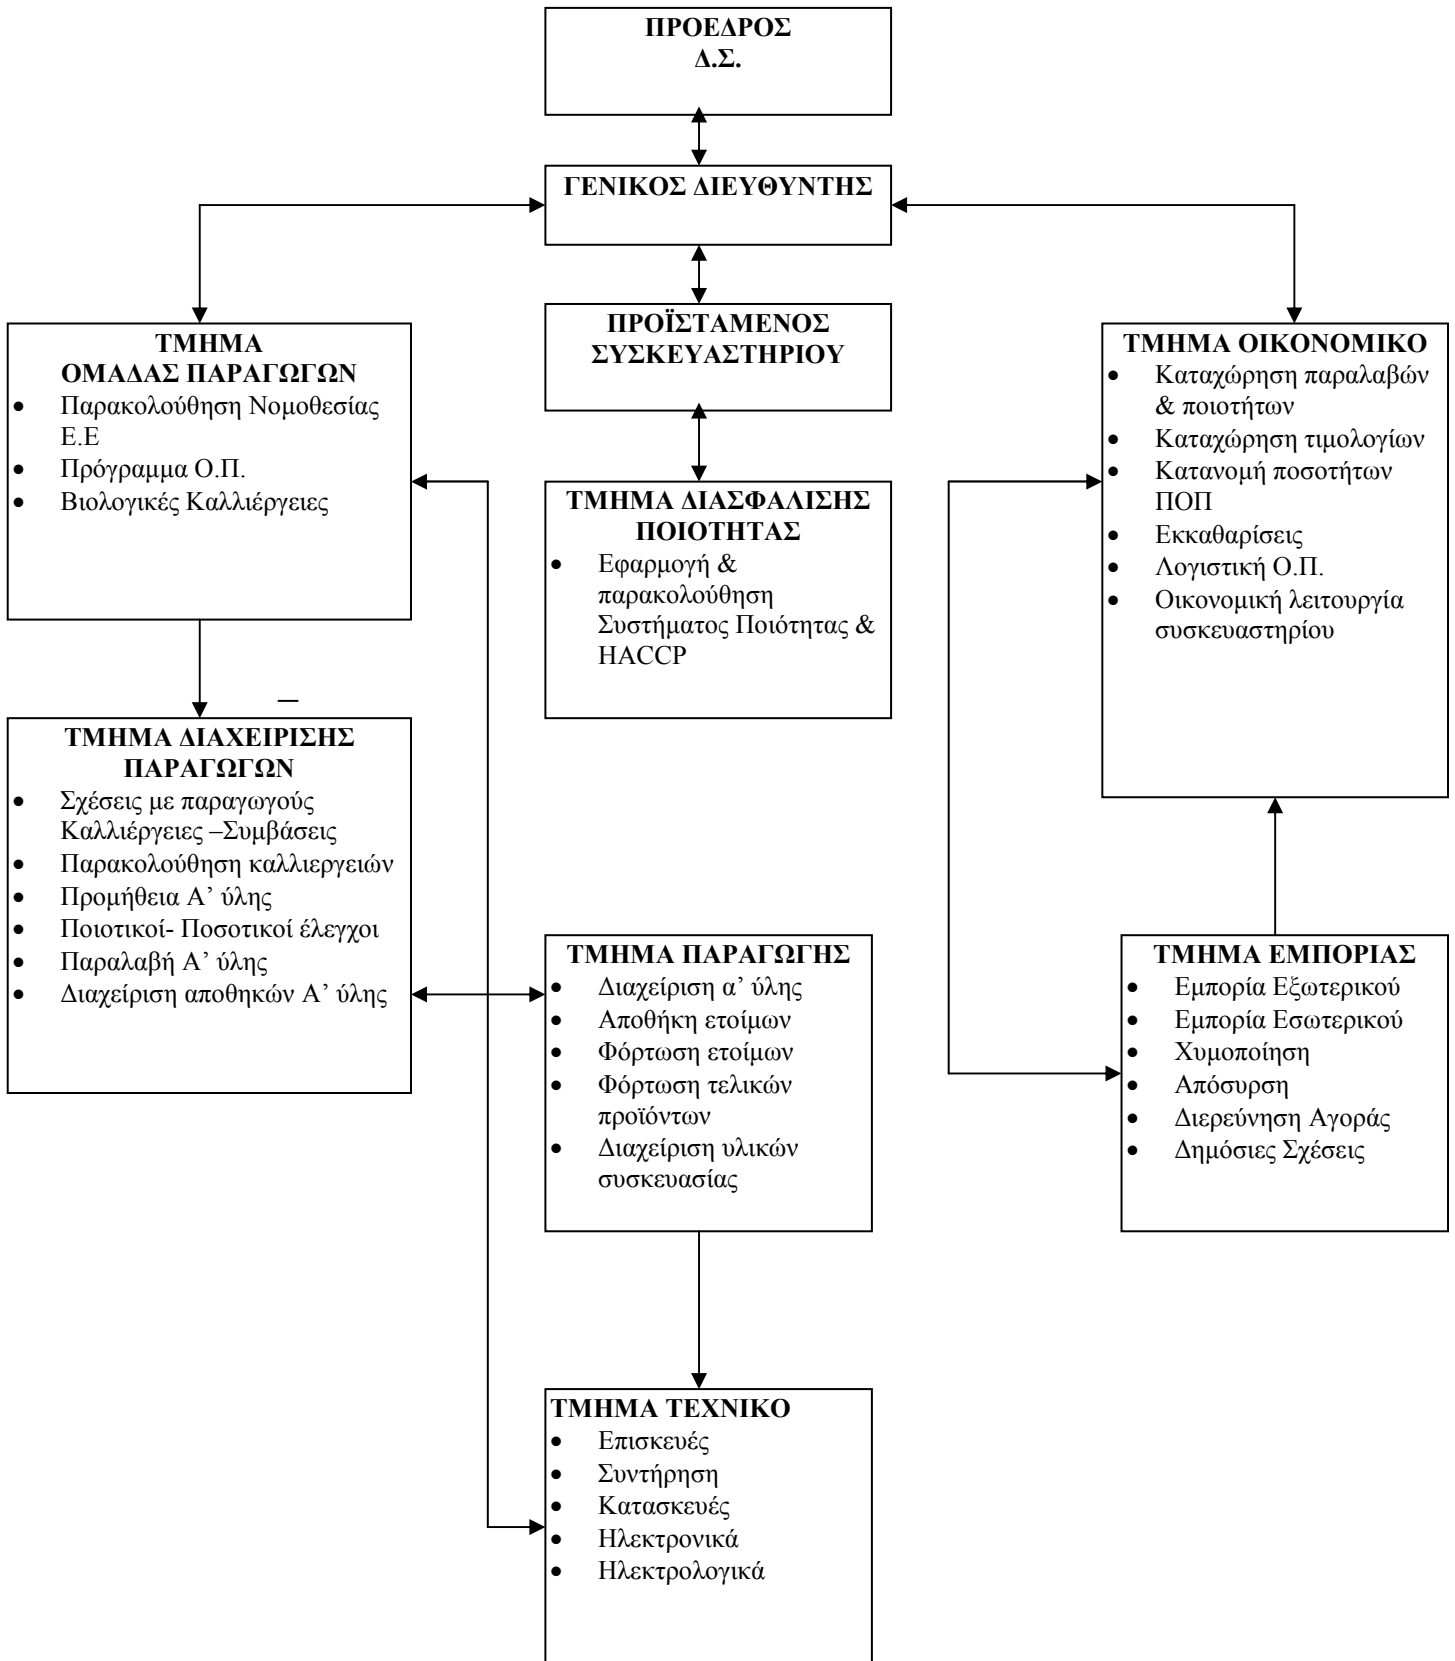 ΠΡΟΕΔΡΟΣ
Δ.Σ.
ΓΕΝΙΚΟΣ ΔΙΕΥΘΥΝΤΗΣ
ΤΜΗΜΑ
ΟΜΑΔΑΣ ΠΑΡΑΓΩΓΩΝ
• Παρακολούθηση Νομοθεσίας
Ε.Ε
• Πρόγραμμα Ο.Π.
• Βιολογικές Καλλιέργειες
ΠΡΟΪΣΤΑΜΕΝΟΣ
ΣΥΣΚΕΥΑΣΤΗΡΙΟΥ
ΤΜΗΜΑ ΟΙΚΟΝΟΜΙΚΟ
• Καταχώρηση παραλαβών
& ποιοτήτων
• Καταχώρηση τιμολογίων
• Κατανομή ποσοτήτων
ΠΟΠ
• Εκκαθαρίσεις
• Λογιστική Ο.Π.
• Οικονομική λειτουργία
συσκευαστηρίου
ΤΜΗΜΑ ΔΙΑΣΦΑΛΙΣΗΣ
ΠΟΙΟΤΗΤΑΣ
• Εφαρμογή &
παρακολούθηση
Συστήματος Ποιότητας &
HACCP
ΤΜΗΜΑ ΔΙΑΧΕΙΡΙΣΗΣ
ΠΑΡΑΓΩΓΩΝ
• Σχέσεις με παραγωγούς
Καλλιέργειες –Συμβάσεις
• Παρακολούθηση καλλιεργειών
• Προμήθεια Α’ ύλης
• Ποιοτικοί- Ποσοτικοί έλεγχοι
• Παραλαβή Α’ ύλης
• Διαχείριση αποθηκών Α’ ύλης
ΤΜΗΜΑ ΠΑΡΑΓΩΓΗΣ
• Διαχείριση α’ ύλης
• Αποθήκη ετοίμων
• Φόρτωση ετοίμων
• Φόρτωση τελικών
προϊόντων
• Διαχείριση υλικών
συσκευασίας
ΤΜΗΜΑ ΕΜΠΟΡΙΑΣ
• Εμπορία Εξωτερικού
• Εμπορία Εσωτερικού
• Χυμοποίηση
• Απόσυρση
• Διερεύνηση Αγοράς
• Δημόσιες Σχέσεις
ΤΜΗΜΑ ΤΕΧΝΙΚΟ
• Επισκευές
• Συντήρηση
• Κατασκευές
• Ηλεκτρονικά
• Ηλεκτρολογικά